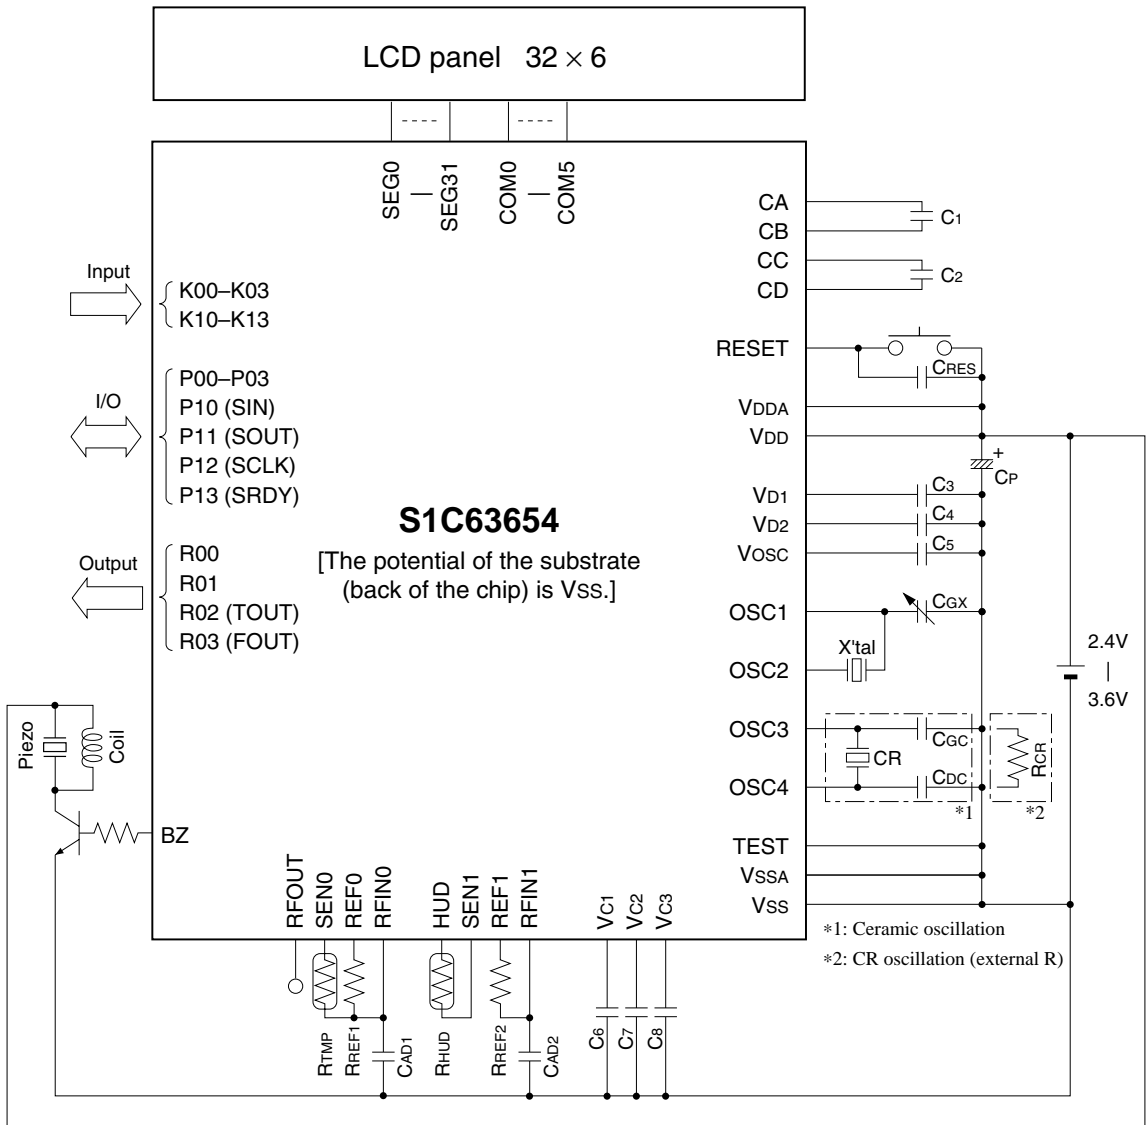 LCD panel 32 × 6
SEG0
SEG31
COM0
COM5
Input
K00–K03
K10–K13
I/O
P00–P03
P10 (SIN)
P11 (SOUT)
P12 (SCLK)
P13 (SRDY)
Output
R00
R01
R02 (TOUT)
R03 (FOUT)
S1C63654
[The potential of the substrate
(back of the chip) is VSS.]
CA
CB
C1
CC
CD
C2
RESET
CRES
VDDA
VDD
+
CP
VD1
C3
VD2
C4
VOSC
C5
OSC1
CGX
X'tal
OSC2
2.4V
|
3.6V
OSC3
CGC
CR
RCR
OSC4
CDC
*1
*2
TEST
VSSA
VSS
*1: Ceramic oscillation
*2: CR oscillation (external R)
Piezo
Coil
BZ
RFOUT
SEN0
REF0
RFIN0
HUD
SEN1
REF1
RFIN1
VC1
VC2
VC3
RTMP
RREF1
CAD1
RHUD
RREF2
CAD2
C6
C7
C8